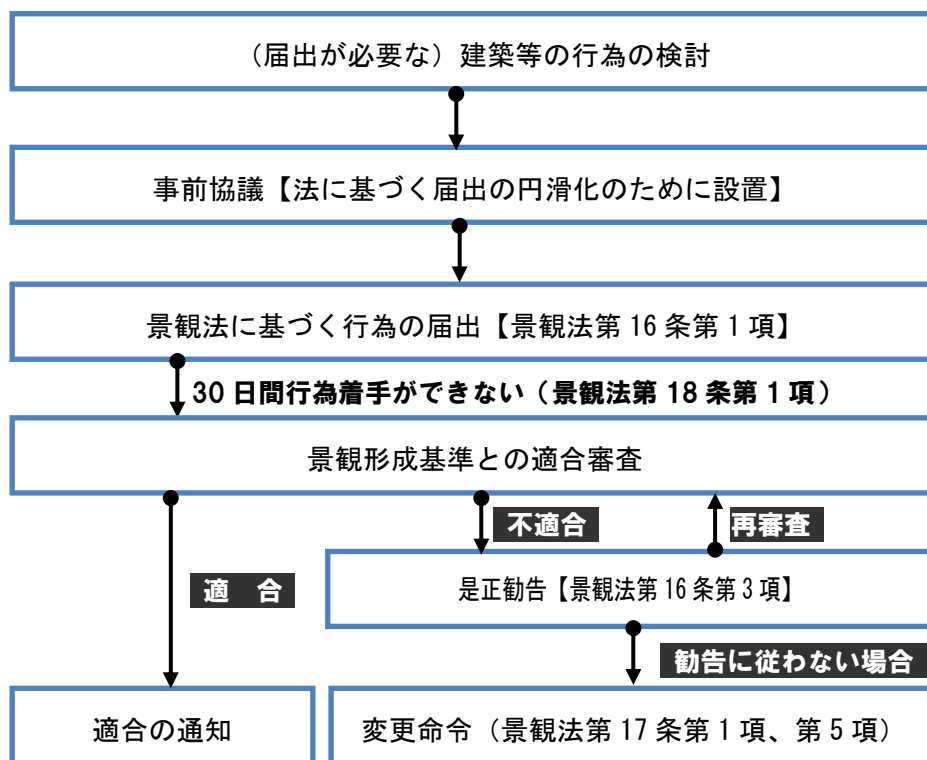 （届出が必要な）建築等の行為の検討
事前協議【法に基づく届出の円滑化のために設置】
景観法に基づく行為の届出【景観法第 16 条第 1 項】
30 日間行為着手ができない（景観法第 18 条第 1 項）
景観形成基準との適合審査
不適合
再審査
適　合
是正勧告【景観法第 16 条第 3 項】
勧告に従わない場合
適合の通知
変更命令（景観法第 17 条第 1 項、第 5 項）